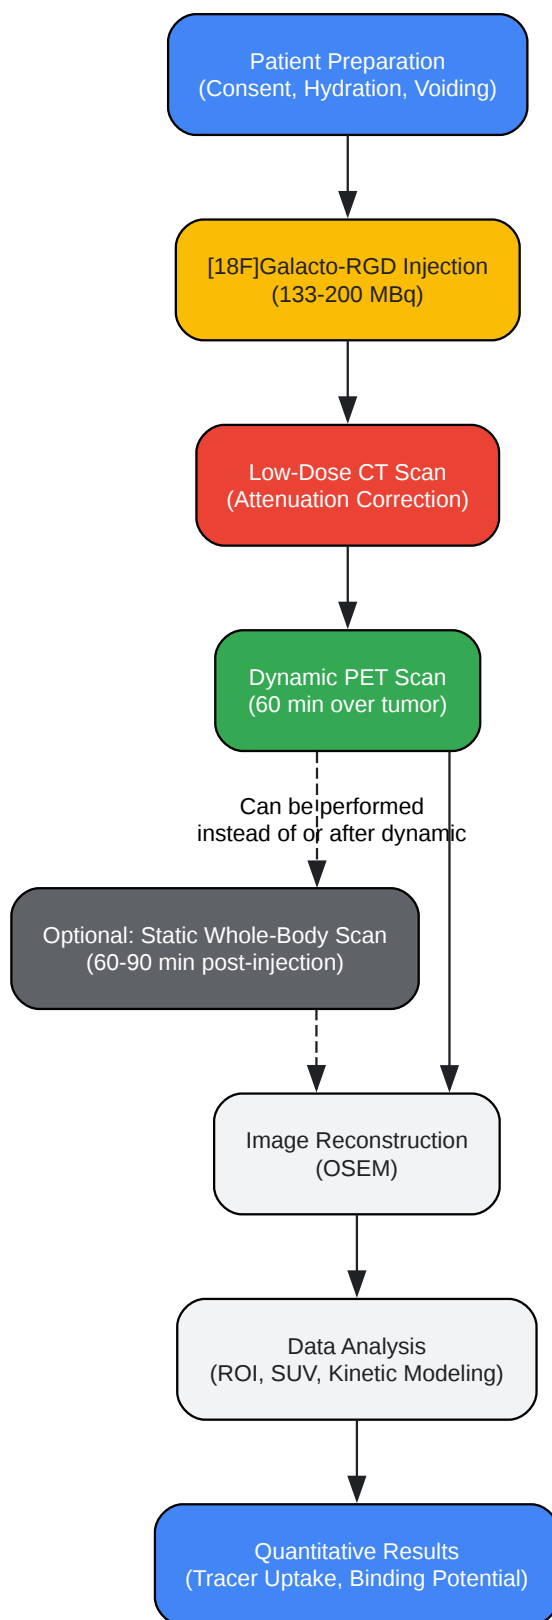 Patient Preparation
(Consent, Hydration, Voiding)
[18F]Galacto-RGD Injection
(133-200 MBq)
Low-Dose CT Scan
(Attenuation Correction)
Dynamic PET Scan
(60 min over tumor)
Can be performed
instead of or after dynamic
Optional: Static Whole-Body Scan
(60-90 min post-injection)
Image Reconstruction
(OSEM)
Data Analysis
(ROI, SUV, Kinetic Modeling)
Quantitative Results
(Tracer Uptake, Binding Potential)